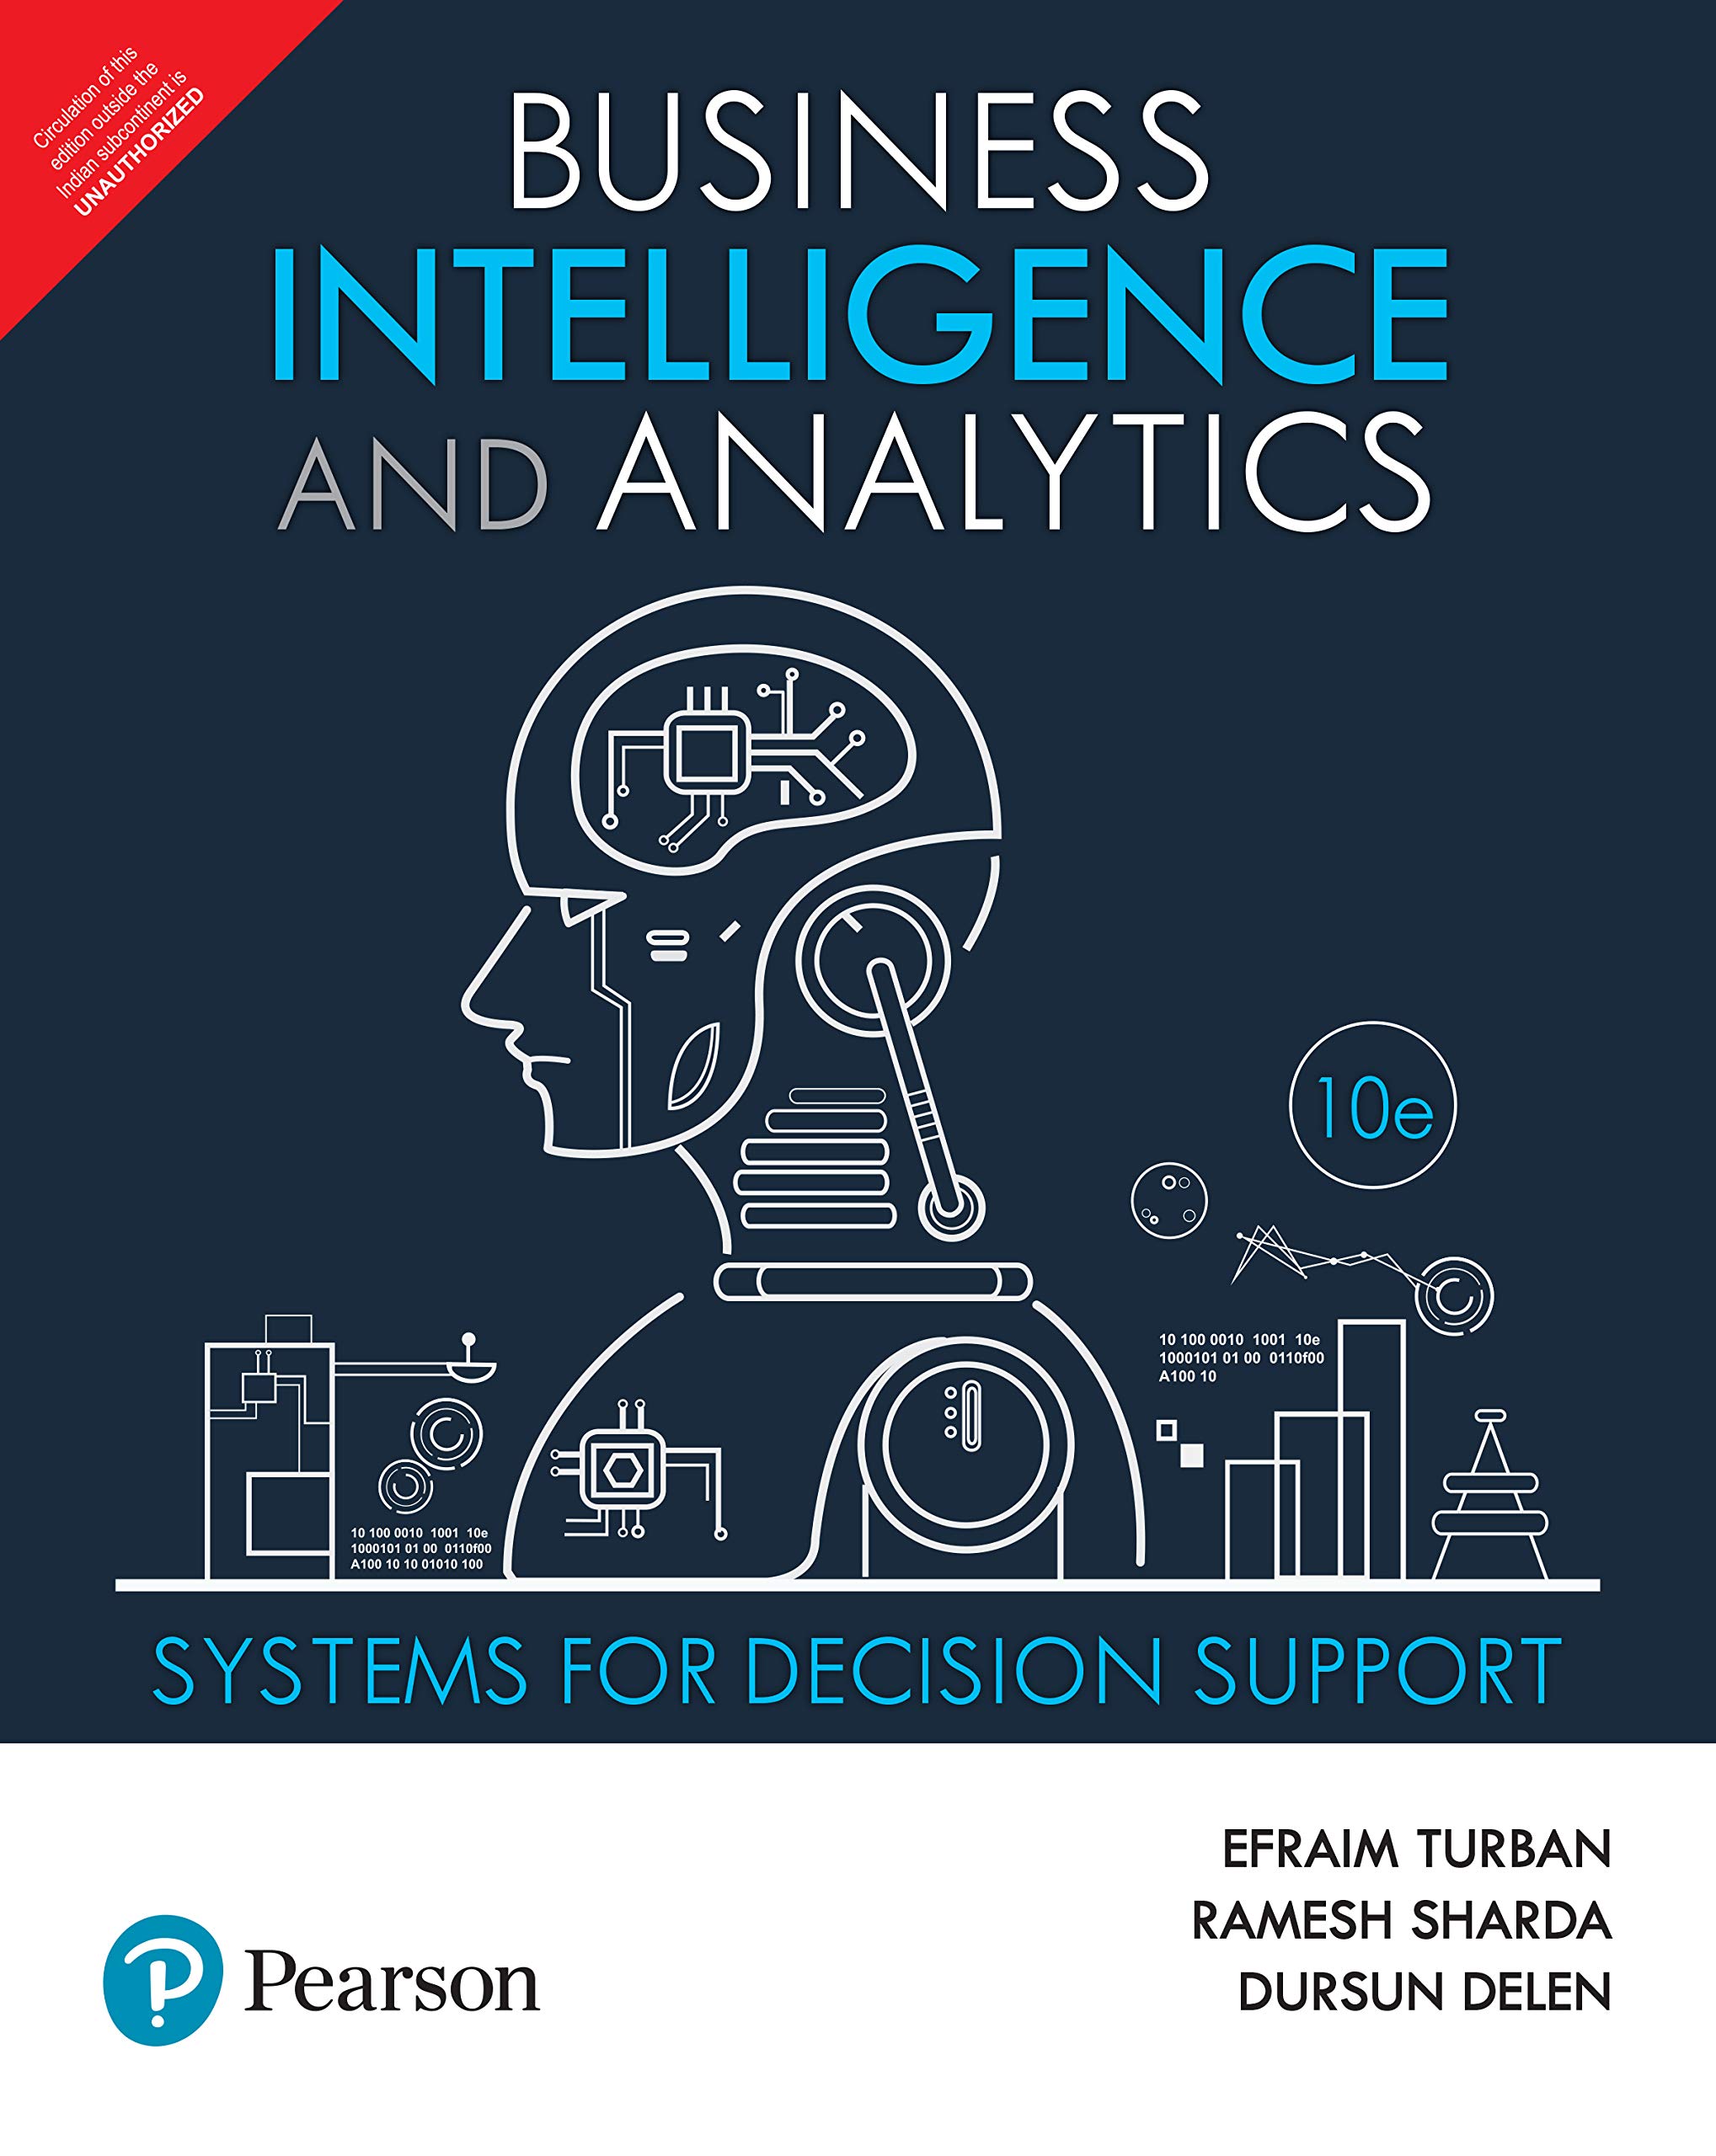 Circulation of this
edition outside the
Indian subcontinent is
UNAUTHORIZED
BUSINESS
INTELLIGENCE
AND ANALYTICS
10e
10 100 0010 1001 10e
1000101 01 00 0110f00
A100 10
10 100 0010 1001 10e
1000101 01 00 0110f00
A100 10 10 01010 100
SYSTEMS FOR DECISION SUPPORT
EFRAIM TURBAN
RAMESH SHARDA
DURSUN DELEN
Pearson